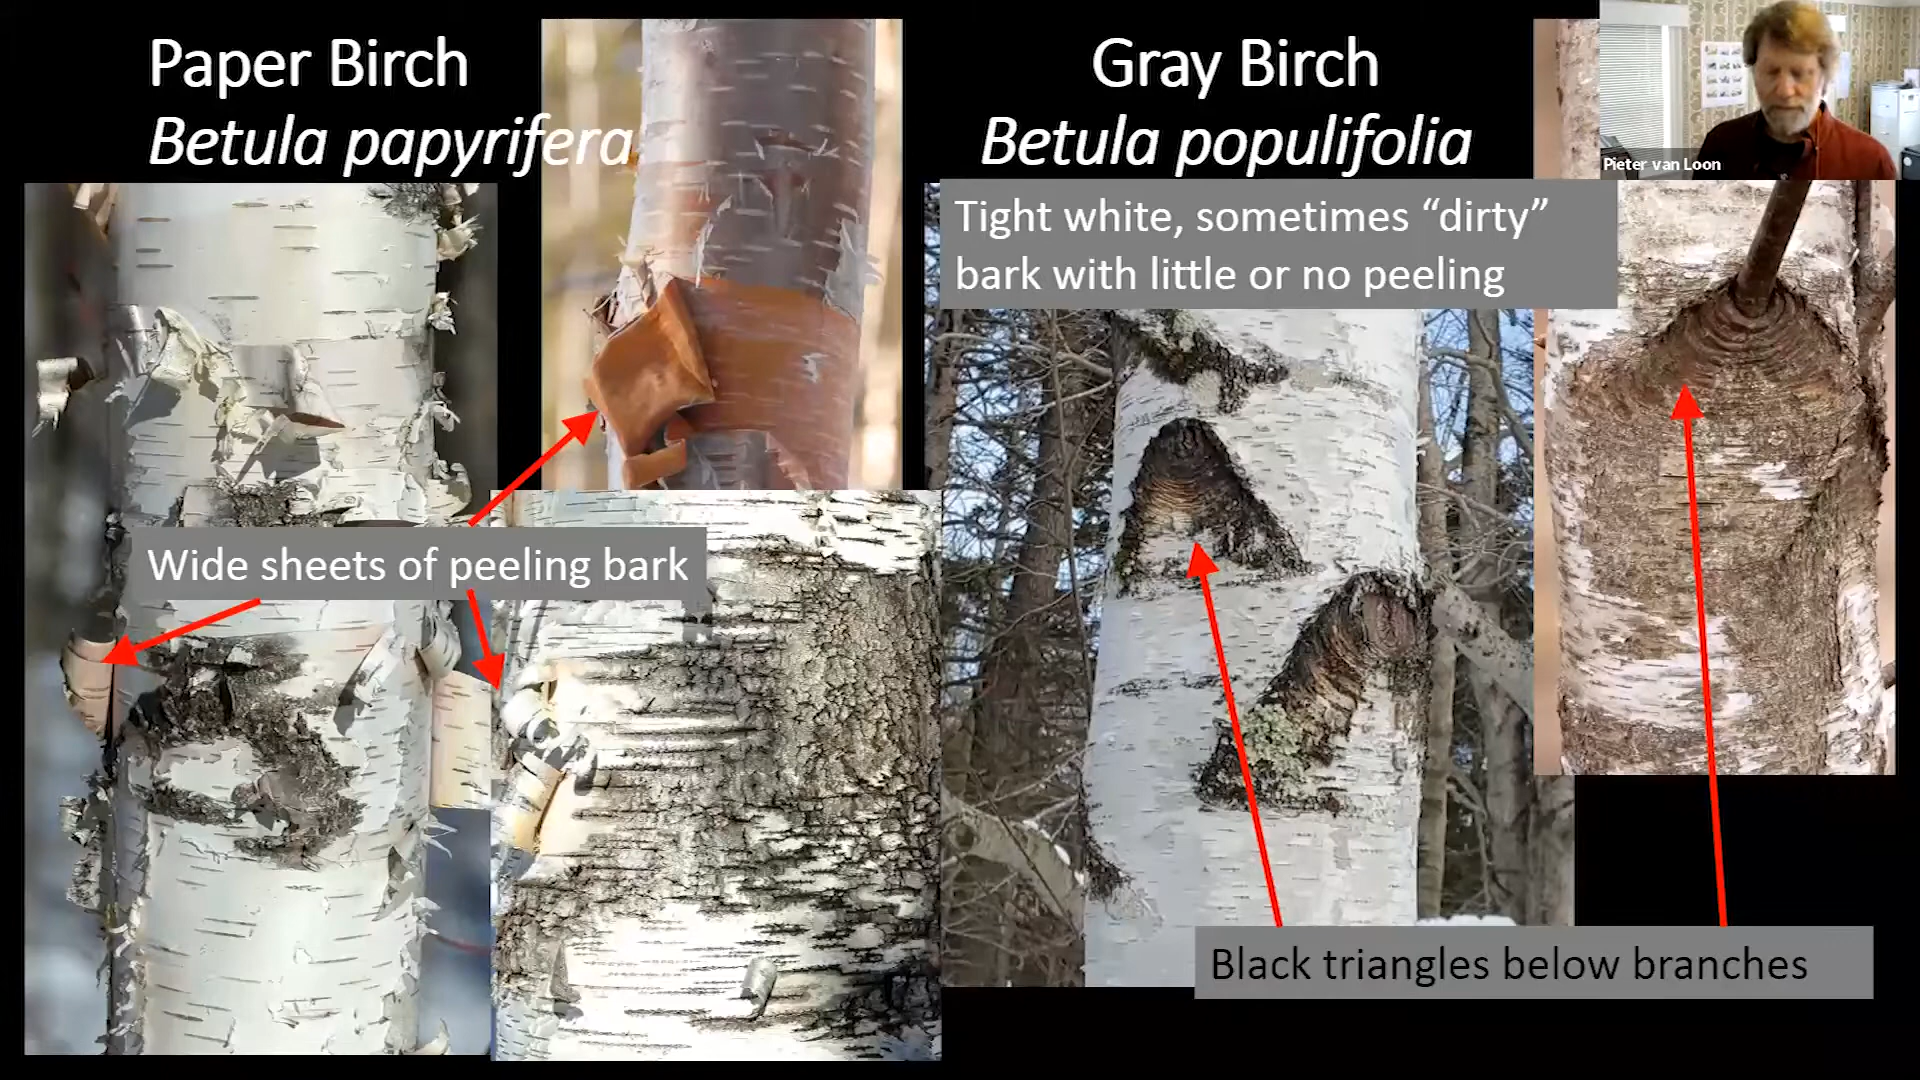 Paper Birch
Betula papyrifera
Wide sheets of peeling bark
Gray Birch
Betula populifolia
Tight white, sometimes “dirty”
bark with little or no peeling
Black triangles below branches
Pieter van Loon